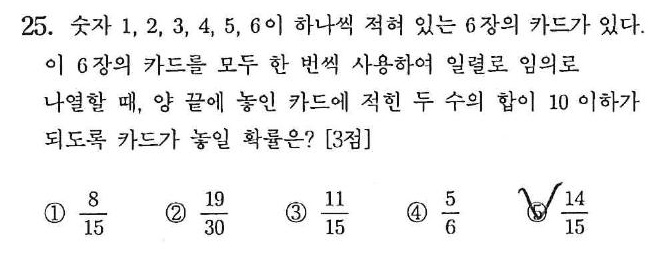 25. 숫자 1, 2, 3, 4, 5, 6이 하나씩 적혀 있는 6장의 카드가 있다.
이 6장의 카드를 모두 한 번씩 사용하여 일렬로 임의로
나열할 때, 양 끝에 놓인 카드에 적힌 두 수의 합이 10 이하가
되도록 카드가 놓일 확률은? [3점]
① 8/15 ② 19/30 ③ 11/15 ④ 5/6 ⑤ 14/15